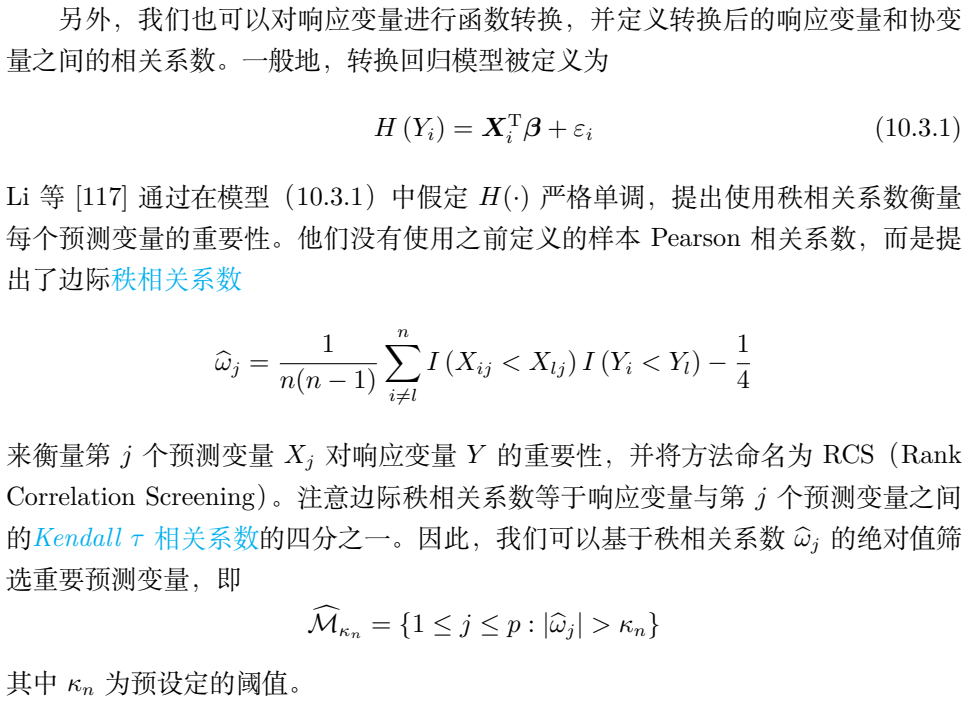 另外，我们也可以对响应变量进行函数转换，并定义转换后的响应变量和协变
量之间的相关系数。一般地，转换回归模型被定义为
$H(Y_i) = \boldsymbol{X}_i^{\mathrm{T}} \boldsymbol{\beta} + \varepsilon_i$ (10.3.1)
Li 等 [117] 通过在模型（10.3.1）中假定 $H(\cdot)$ 严格单调，提出使用秩相关系数衡量
每个预测变量的重要性。他们没有使用之前定义的样本 Pearson 相关系数，而是提
出了边际秩相关系数
$\widehat{\omega}_j = \frac{1}{n(n-1)} \sum_{i \neq l}^{n} I(X_{ij} < X_{lj}) I(Y_i < Y_l) - \frac{1}{4}$
来衡量第 $j$ 个预测变量 $X_j$ 对响应变量 $Y$ 的重要性，并将方法命名为 RCS（Rank
Correlation Screening）。注意边际秩相关系数等于响应变量与第 $j$ 个预测变量之间
的Kendall $\tau$ 相关系数的四分之一。因此，我们可以基于秩相关系数 $\widehat{\omega}_j$ 的绝对值筛
选重要预测变量，即
$\widehat{\mathcal{M}}_{\kappa_n} = \{1 \leq j \leq p : |\widehat{\omega}_j| > \kappa_n\}$
其中 $\kappa_n$ 为预设定的阈值。